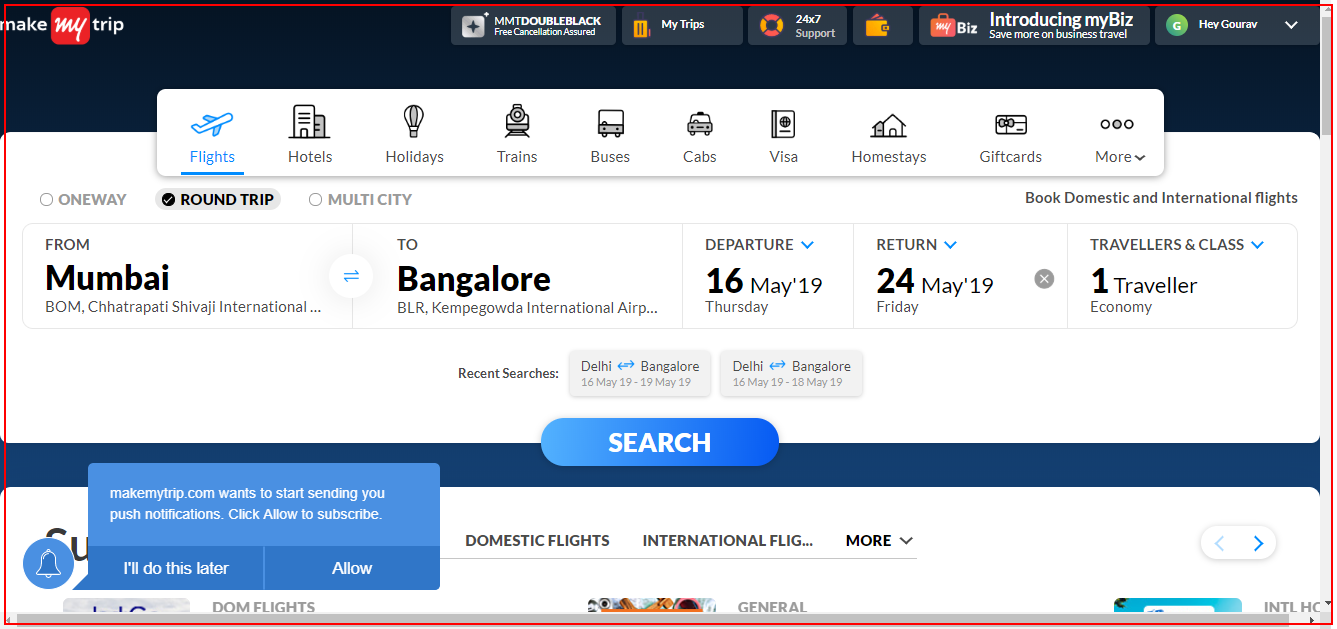 make my trip
MMTDOUBLEBLACK
Free Cancellation Assured
My Trips
24x7
Support
my Biz
Introducing myBiz
Save more on business travel
G
Hey Gourav
Flights
Hotels
Holidays
Trains
Buses
Cabs
Visa
Homestays
Giftcards
More
ONEWAY
ROUND TRIP
MULTI CITY
Book Domestic and International flights
FROM
Mumbai
BOM, Chhatrapati Shivaji International ...
TO
Bangalore
BLR, Kempegowda International Airp...
DEPARTURE
16 May'19
Thursday
RETURN
24 May'19
Friday
TRAVELLERS & CLASS
1 Traveller
Economy
Recent Searches:
Delhi Bangalore
16 May 19 - 19 May 19
Delhi Bangalore
16 May 19 - 18 May 19
SEARCH
makemytrip.com wants to start sending you
push notifications. Click Allow to subscribe.
I'll do this later
Allow
DOMESTIC FLIGHTS
INTERNATIONAL FLIG...
MORE
DOM FLIGHTS
GENERAL
INTL HO